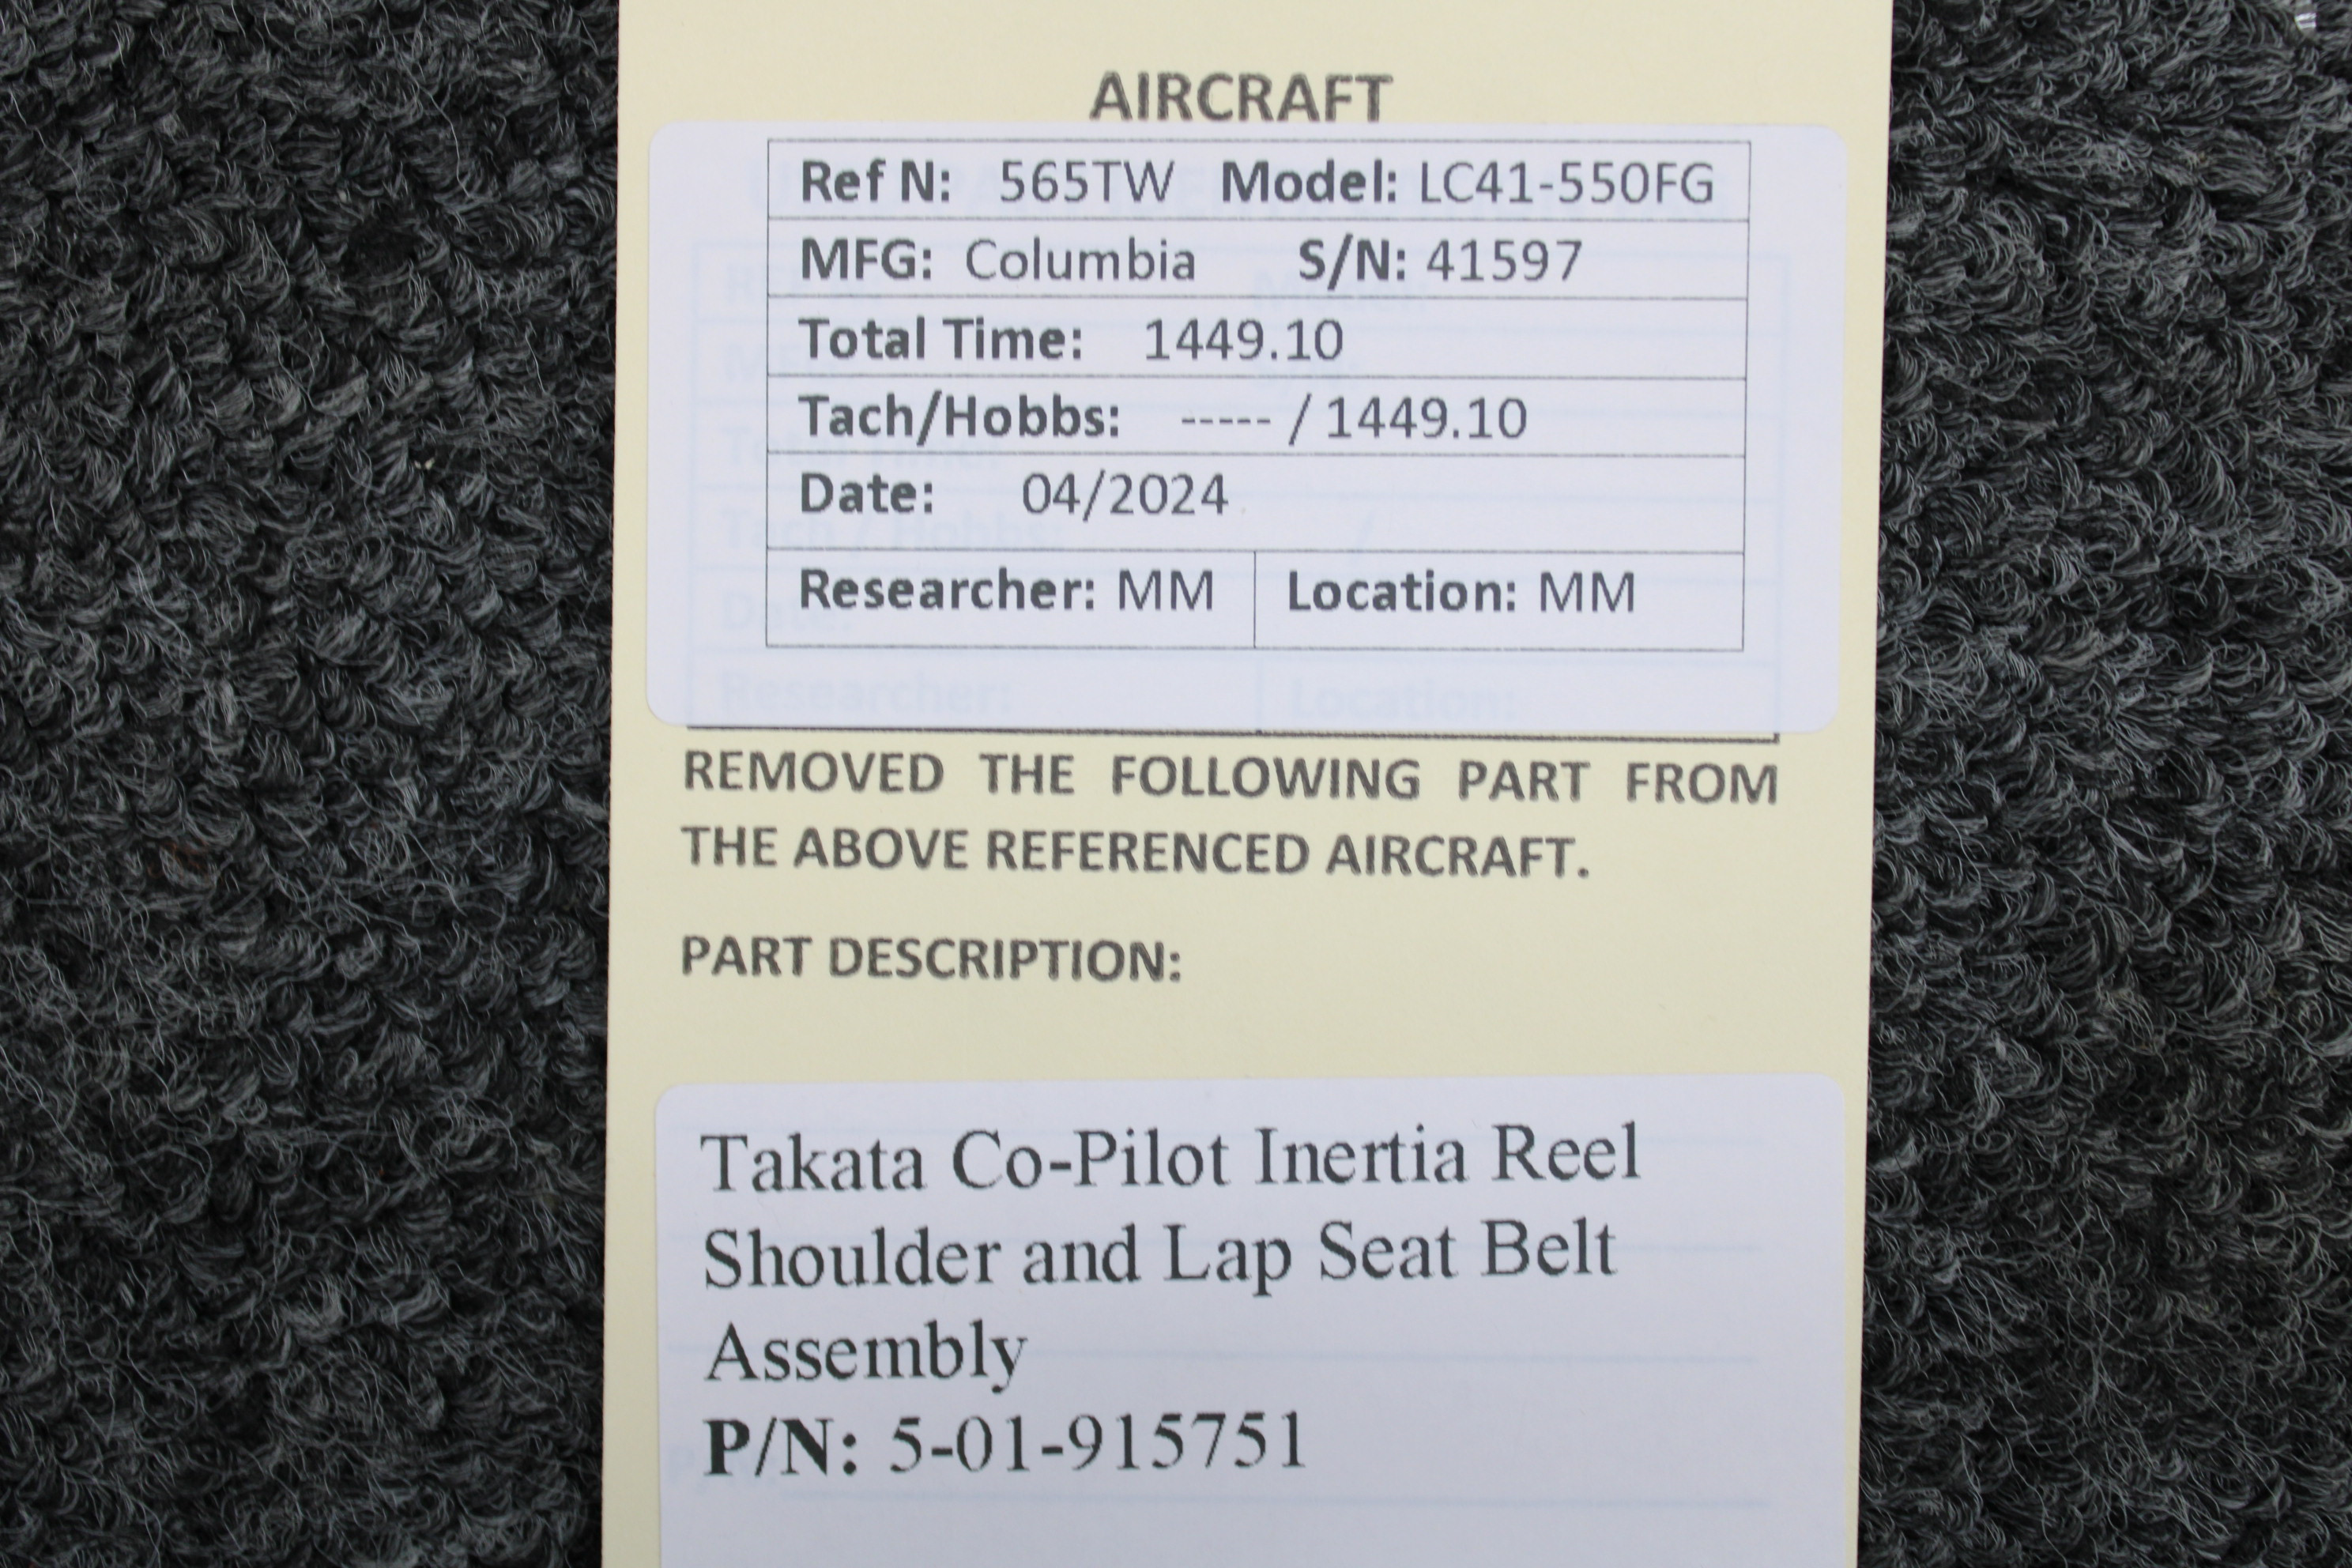 AIRCRAFT
Ref N: 565TW Model: LC41-550FG
MFG: Columbia S/N: 41597
Total Time: 1449.10
Tach/Hobbs: ----- / 1449.10
Date: 04/2024
Researcher: MM Location: MM
Researcher: Location:
REMOVED THE FOLLOWING PART FROM
THE ABOVE REFERENCED AIRCRAFT.
PART DESCRIPTION:
Takata Co-Pilot Inertia Reel
Shoulder and Lap Seat Belt
Assembly
P/N: 5-01-915751